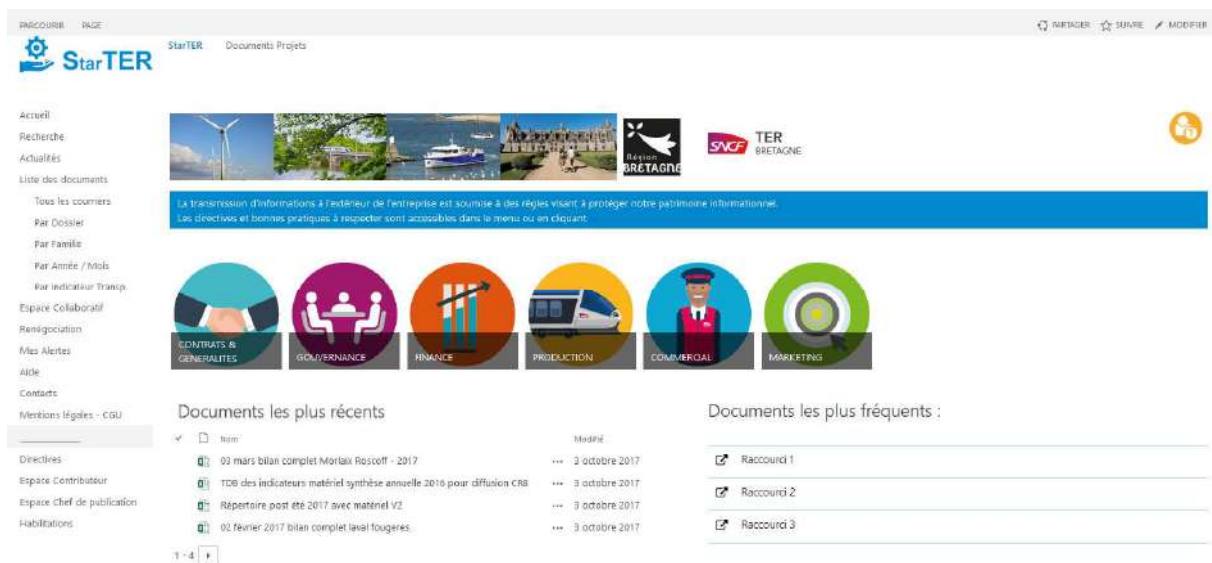 PARCOURIR PAGE
PARTAGER SUIVRE MODIFIER
StarTER
StarTER Documents Projets
Accueil
Recherche
Actualités
Liste des documents
Tous les courriers
Par Dossier
Par Famille
Par Année / Mois
Par indicateur Transp.
Espace Collaboratif
Renégociation
Mes Alertes
Aide
Contacts
Mentions légales - CGU
Directives
Espace Contributeur
Espace Chef de publication
Habilitations
Région
BRETAGNE
SNCF
TER
BRETAGNE
La transmission d'informations à l'extérieur de l'entreprise est soumise à des règles visant à protéger notre patrimoine informationnel.
Les directives et bonnes pratiques à respecter sont accessibles dans le menu ou en cliquant
CONTRATS &
GENERALITES
GOUVERNANCE
FINANCE
PRODUCTION
COMMERCIAL
MARKETING
Documents les plus récents
Nom Modifié
03 mars bilan complet Morlaix Roscoff - 2017 ... 3 octobre 2017
TDB des indicateurs matériel synthèse annuelle 2016 pour diffusion CRB ... 3 octobre 2017
Répertoire post été 2017 avec matériel V2 ... 3 octobre 2017
02 février 2017 bilan complet laval fougeres ... 3 octobre 2017
1 - 4
Documents les plus fréquents :
Raccourci 1
Raccourci 2
Raccourci 3